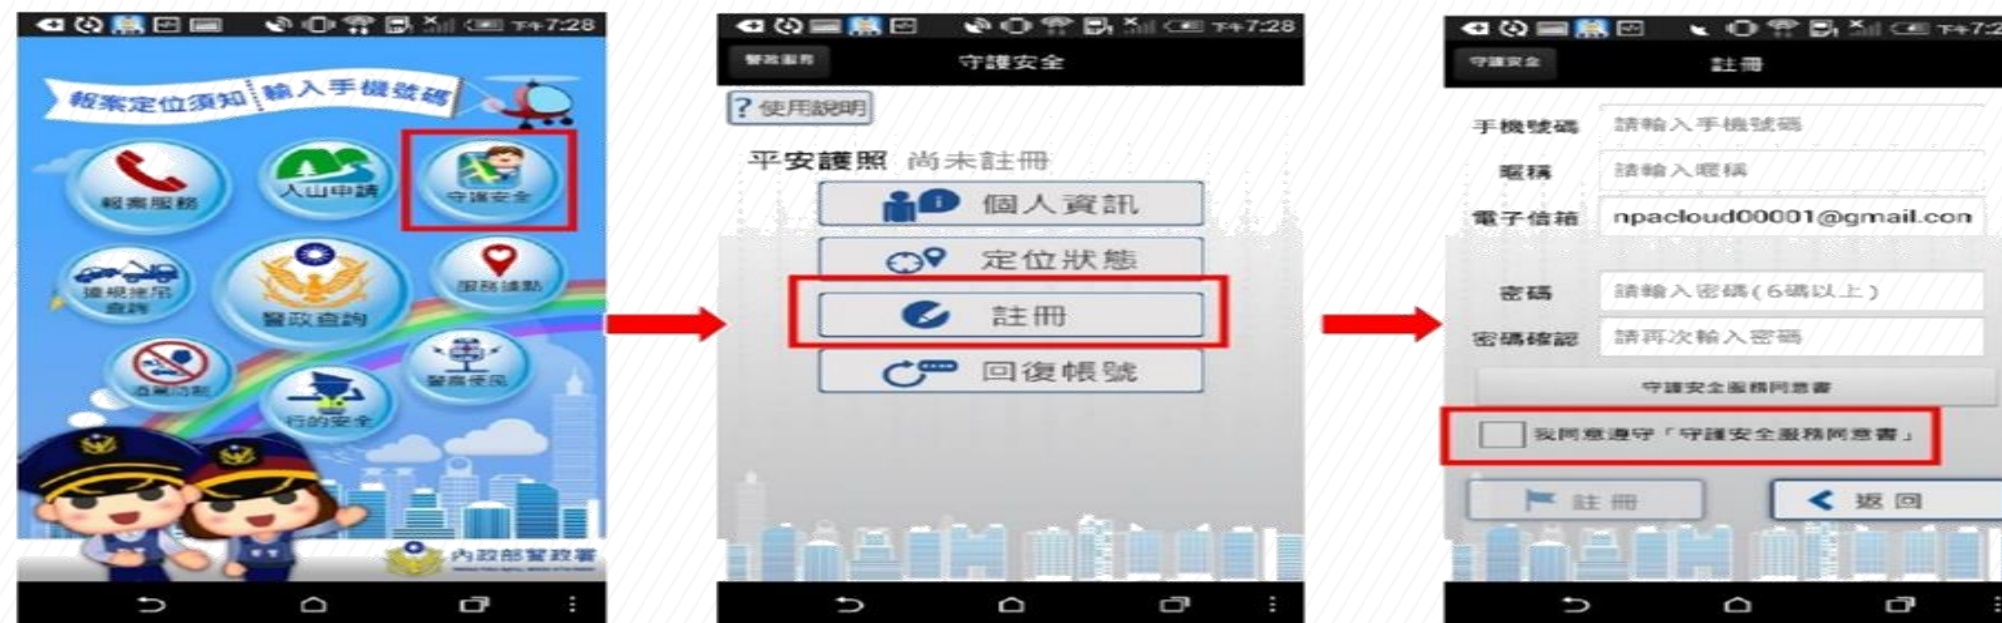 下午7:28
報案定位須知 輸入手機號碼
報案服務
入山申請
守護安全
違規拖吊
查詢
警政查詢
服務據點
酒駕防制
行的安全
警廣便民
內政部警政署
下午7:28
警政服務
守護安全
?使用說明
平安護照 尚未註冊
個人資訊
定位狀態
註冊
回復帳號
下午7:2
守護安全
註冊
手機號碼 請輸入手機號碼
暱稱 請輸入暱稱
電子信箱 npacloud00001@gmail.con
密碼 請輸入密碼(6碼以上)
密碼確認 請再次輸入密碼
守護安全服務同意書
我同意遵守「守護安全服務同意書」
註冊
返回